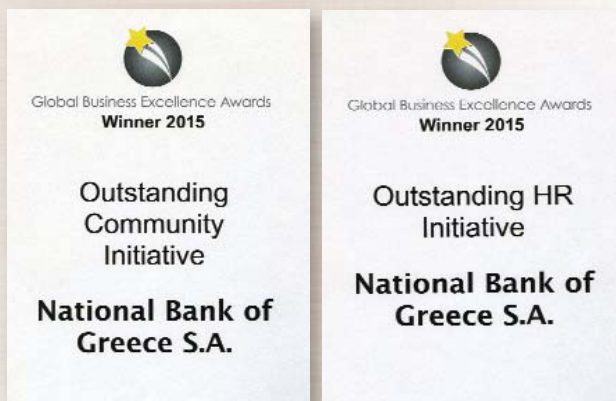 Global Business Excellence Awards
Winner 2015
Outstanding
Community
Initiative
National Bank of
Greece S.A.
Global Business Excellence Awards
Winner 2015
Outstanding HR
Initiative
National Bank of
Greece S.A.